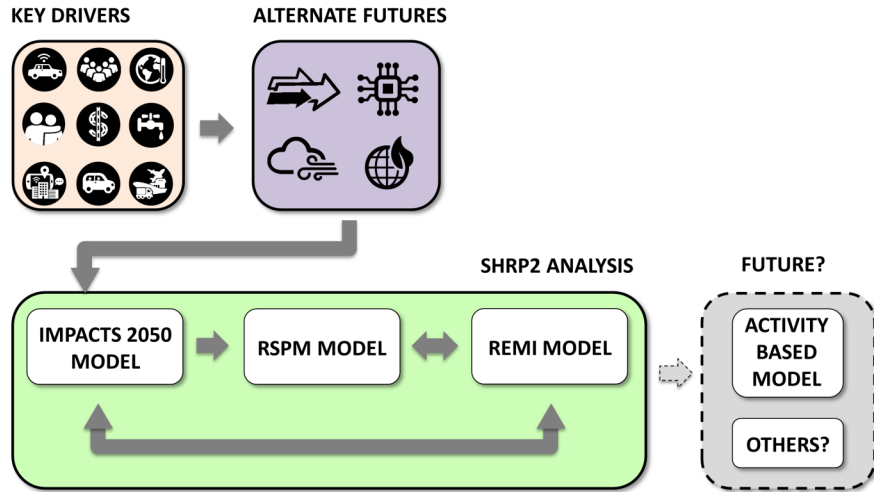 KEY DRIVERS
ALTERNATE FUTURES
SHRP2 ANALYSIS
FUTURE?
IMPACTS 2050
MODEL
RSPM MODEL
REMI MODEL
ACTIVITY
BASED
MODEL
OTHERS?